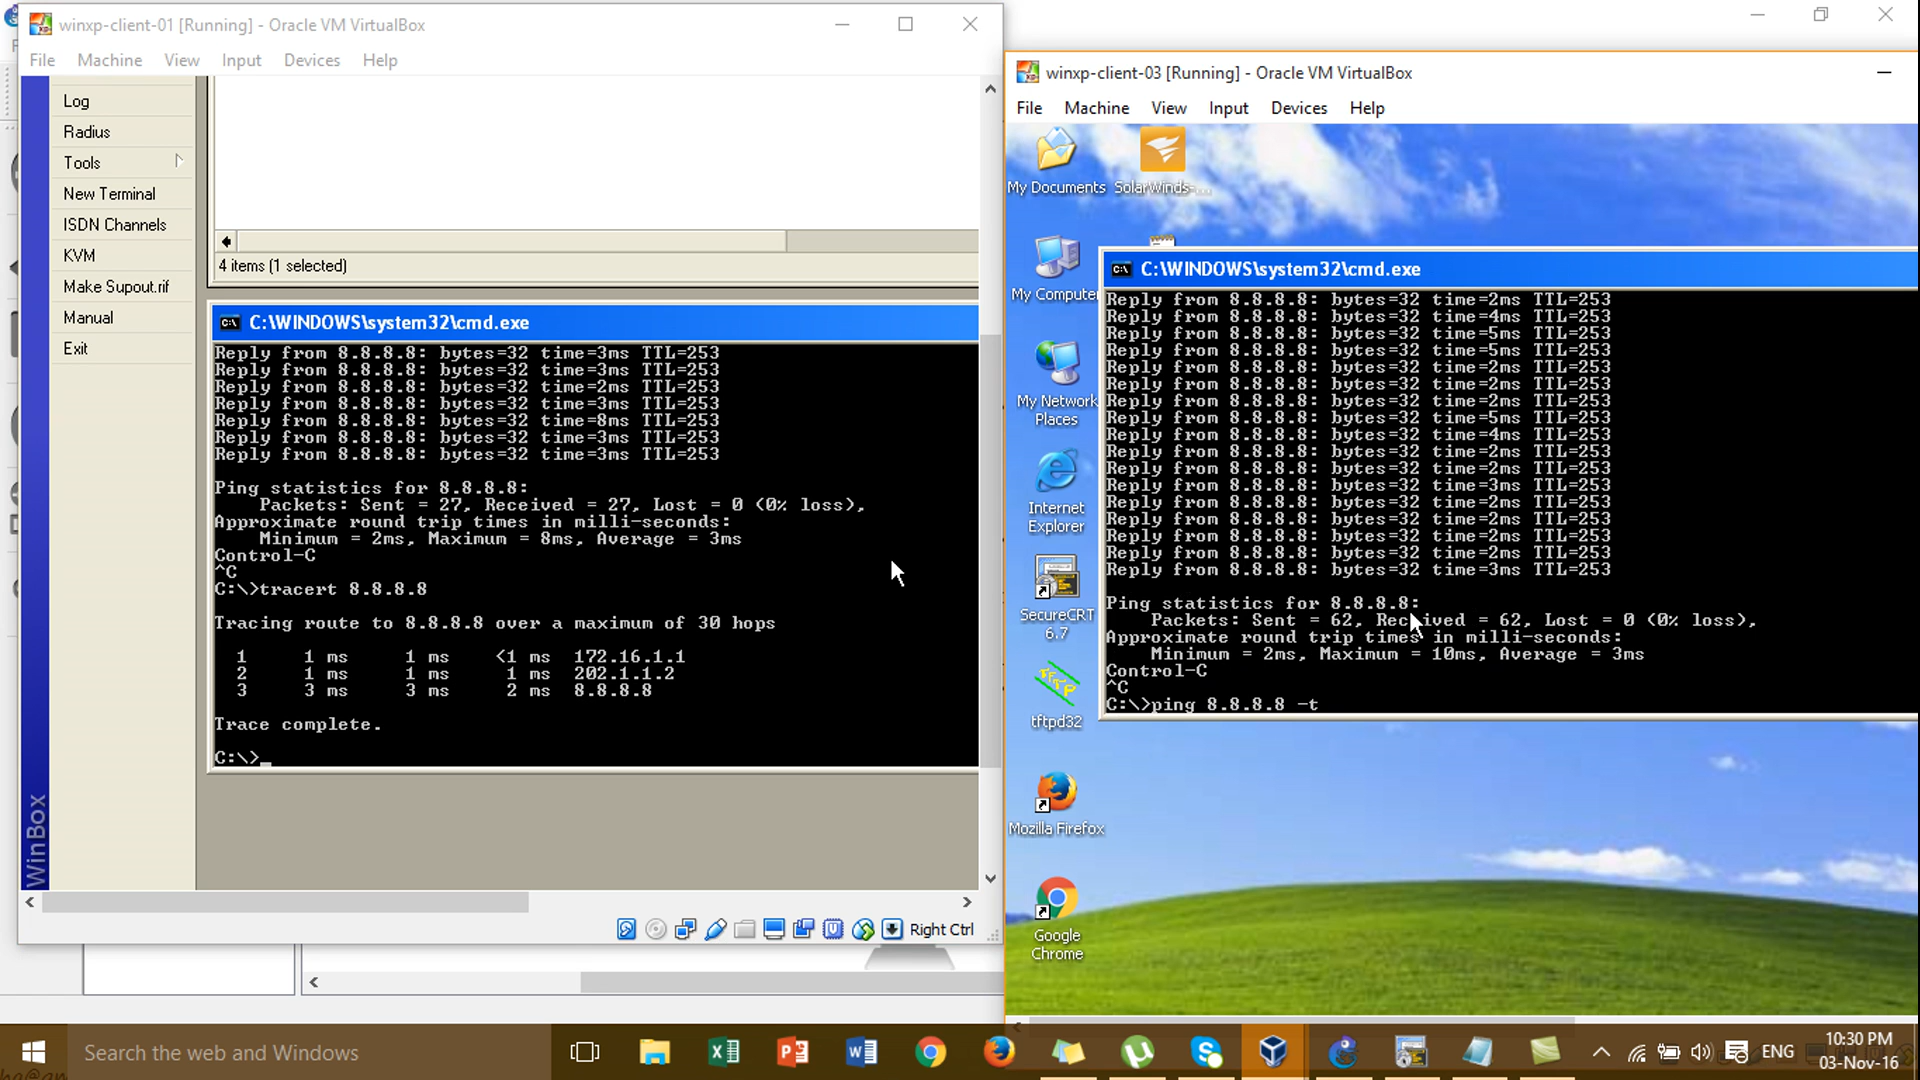 winxp-client-01 [Running] - Oracle VM VirtualBox
File Machine View Input Devices Help
Log
Radius
Tools
New Terminal
ISDN Channels
KVM
Make Supout.rif
Manual
Exit
WinBox
4 items (1 selected)
C:\WINDOWS\system32\cmd.exe
Reply from 8.8.8.8: bytes=32 time=3ms TTL=253
Reply from 8.8.8.8: bytes=32 time=3ms TTL=253
Reply from 8.8.8.8: bytes=32 time=2ms TTL=253
Reply from 8.8.8.8: bytes=32 time=3ms TTL=253
Reply from 8.8.8.8: bytes=32 time=8ms TTL=253
Reply from 8.8.8.8: bytes=32 time=3ms TTL=253
Reply from 8.8.8.8: bytes=32 time=3ms TTL=253
Ping statistics for 8.8.8.8:
Packets: Sent = 27, Received = 27, Lost = 0 (0% loss),
Approximate round trip times in milli-seconds:
Minimum = 2ms, Maximum = 8ms, Average = 3ms
Control-C
^C
C:\>tracert 8.8.8.8
Tracing route to 8.8.8.8 over a maximum of 30 hops
1 1 ms 1 ms <1 ms 172.16.1.1
2 1 ms 1 ms 1 ms 202.1.1.2
3 3 ms 3 ms 2 ms 8.8.8.8
Trace complete.
C:\>_
Right Ctrl
winxp-client-03 [Running] - Oracle VM VirtualBox
File Machine View Input Devices Help
My Documents
SolarWinds-...
My Computer
My Network
Places
Internet
Explorer
SecureCRT
6.7
tftpd32
Mozilla Firefox
Google
Chrome
C:\WINDOWS\system32\cmd.exe
Reply from 8.8.8.8: bytes=32 time=2ms TTL=253
Reply from 8.8.8.8: bytes=32 time=4ms TTL=253
Reply from 8.8.8.8: bytes=32 time=5ms TTL=253
Reply from 8.8.8.8: bytes=32 time=5ms TTL=253
Reply from 8.8.8.8: bytes=32 time=2ms TTL=253
Reply from 8.8.8.8: bytes=32 time=2ms TTL=253
Reply from 8.8.8.8: bytes=32 time=2ms TTL=253
Reply from 8.8.8.8: bytes=32 time=5ms TTL=253
Reply from 8.8.8.8: bytes=32 time=4ms TTL=253
Reply from 8.8.8.8: bytes=32 time=2ms TTL=253
Reply from 8.8.8.8: bytes=32 time=2ms TTL=253
Reply from 8.8.8.8: bytes=32 time=3ms TTL=253
Reply from 8.8.8.8: bytes=32 time=2ms TTL=253
Reply from 8.8.8.8: bytes=32 time=2ms TTL=253
Reply from 8.8.8.8: bytes=32 time=2ms TTL=253
Reply from 8.8.8.8: bytes=32 time=2ms TTL=253
Reply from 8.8.8.8: bytes=32 time=3ms TTL=253
Ping statistics for 8.8.8.8:
Packets: Sent = 62, Received = 62, Lost = 0 (0% loss),
Approximate round trip times in milli-seconds:
Minimum = 2ms, Maximum = 10ms, Average = 3ms
Control-C
^C
C:\>ping 8.8.8.8 -t
Search the web and Windows
ENG
10:30 PM
03-Nov-16